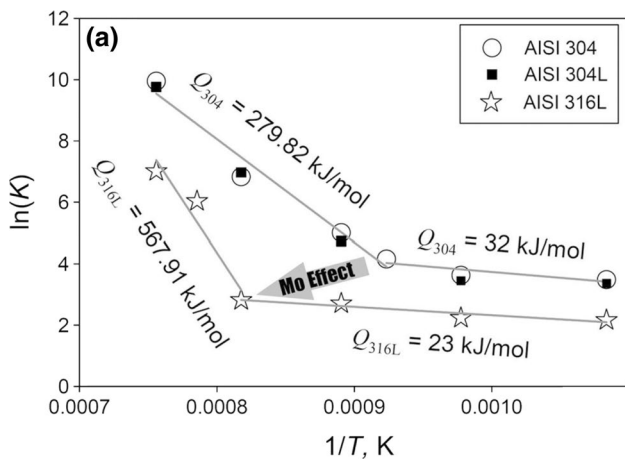 (a)
12
10
8
6
4
2
0
ln(K)
AISI 304
AISI 304L
AISI 316L
Q304 = 279.82 kJ/mol
Q316L = 567.91 kJ/mol
Q304 = 32 kJ/mol
Mo Effect
Q316L = 23 kJ/mol
0.0007 0.0008 0.0009 0.0010
1/T, K